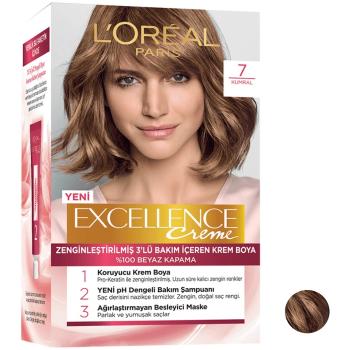 L'ORÉAL
PARIS
7
KUMRAL
YENİ
EXCELLENCE
Creme
ZENGİNLEŞTİRİLMİŞ 3'LÜ BAKIM İÇEREN KREM BOYA
%100 BEYAZ KAPAMA
1 Koruyucu Krem Boya
Pro-Keratin ile zenginleştirilmiş. Uzun süre kalıcı zengin renkler
2 YENİ pH Dengeli Bakım Şampuanı
Saç derisini nazikçe temizler. Zengin, doğal saç rengi.
3 Ağırlaştırmayan Besleyici Maske
Parlak ve yumuşak saçlar